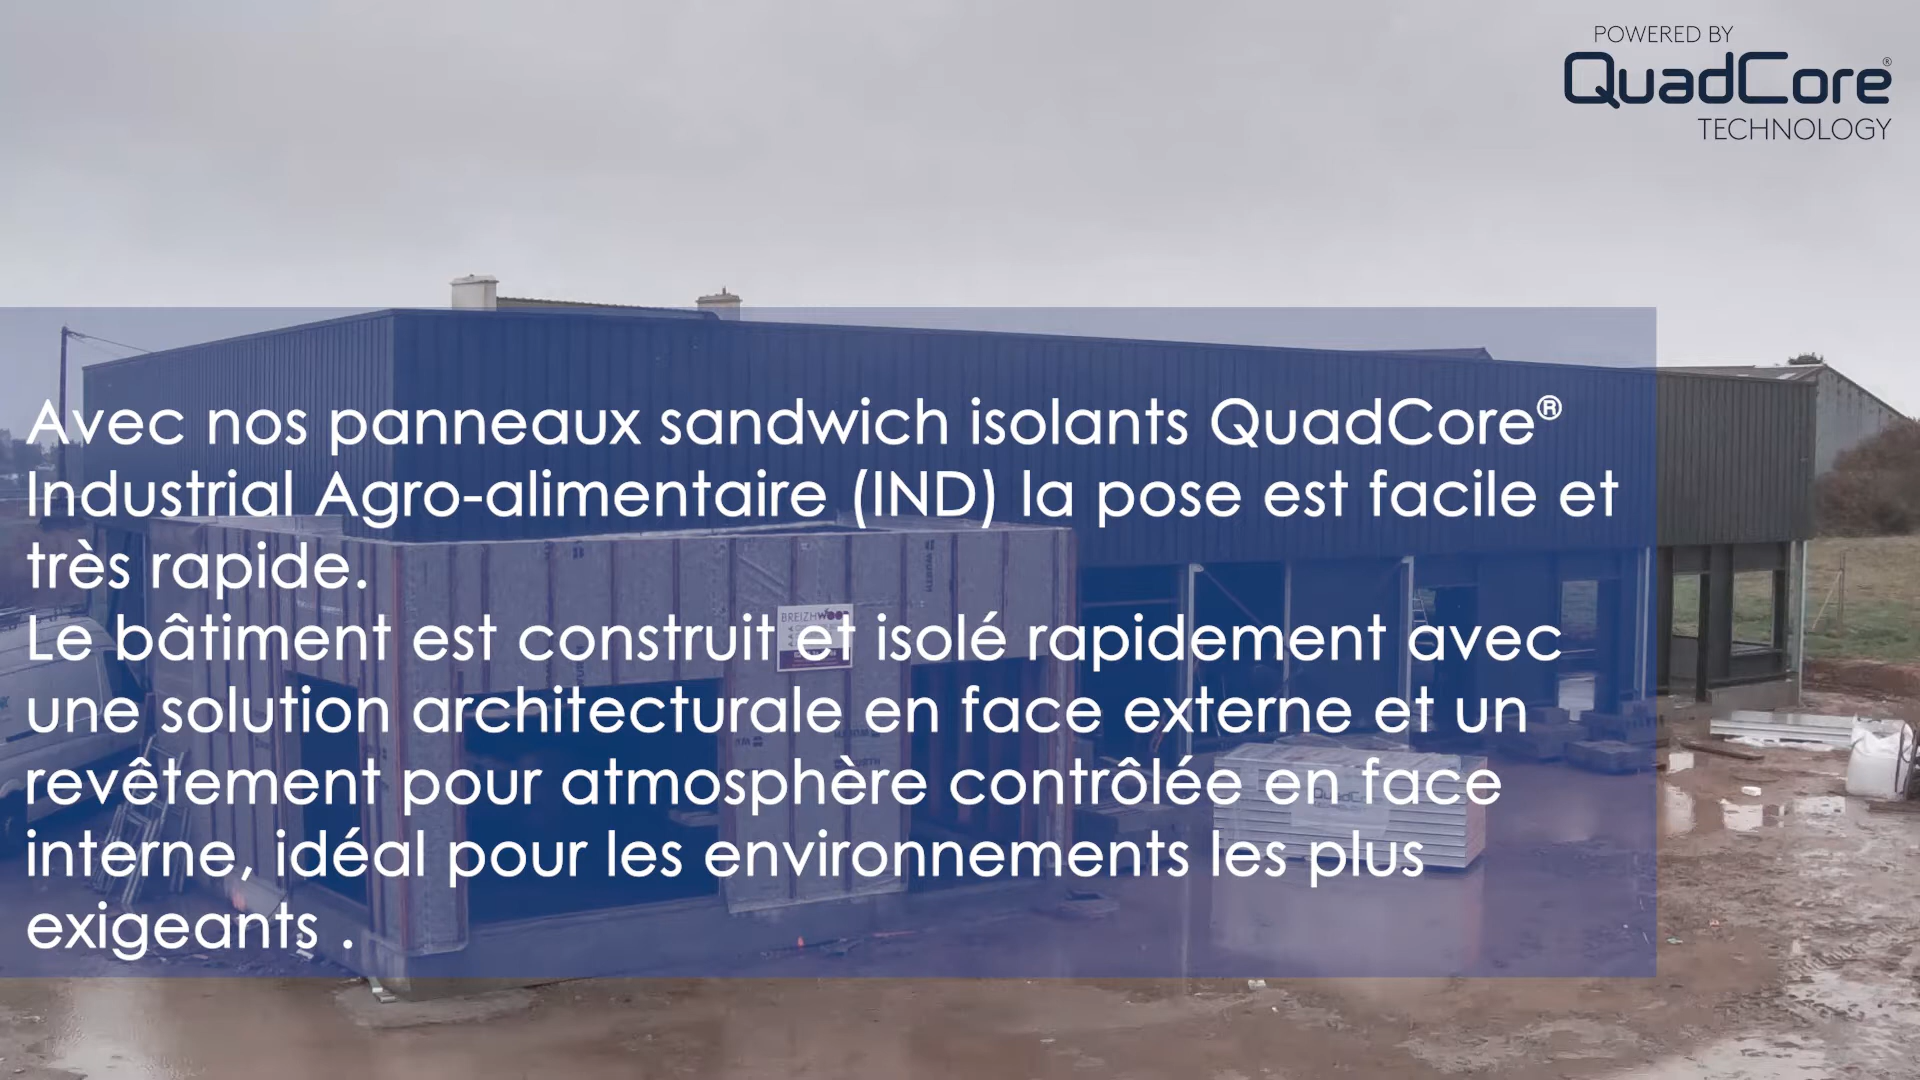 POWERED BY
QuadCore®
TECHNOLOGY
Avec nos panneaux sandwich isolants QuadCore®
Industrial Agro-alimentaire (IND) la pose est facile et
très rapide.
BREIZHWOOD
Le bâtiment est construit et isolé rapidement avec
une solution architecturale en face externe et un
revêtement pour atmosphère contrôlée en face
interne, idéal pour les environnements les plus
exigeants .